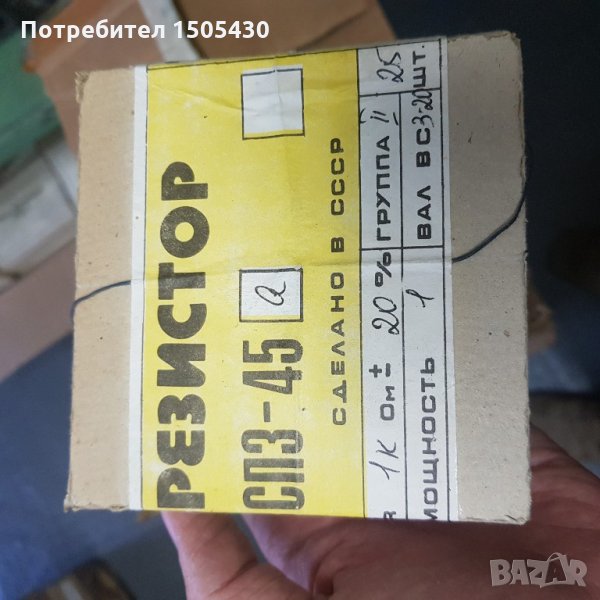 Потребител 1505430
РЕЗИСТОР
СП3-45 а
СДЕЛАНО В СССР
1к Ом ± 20 % ГРУППА II 25 ШТ.
МОЩНОСТЬ 1 ВАЛ ВС3-20
BAZAR